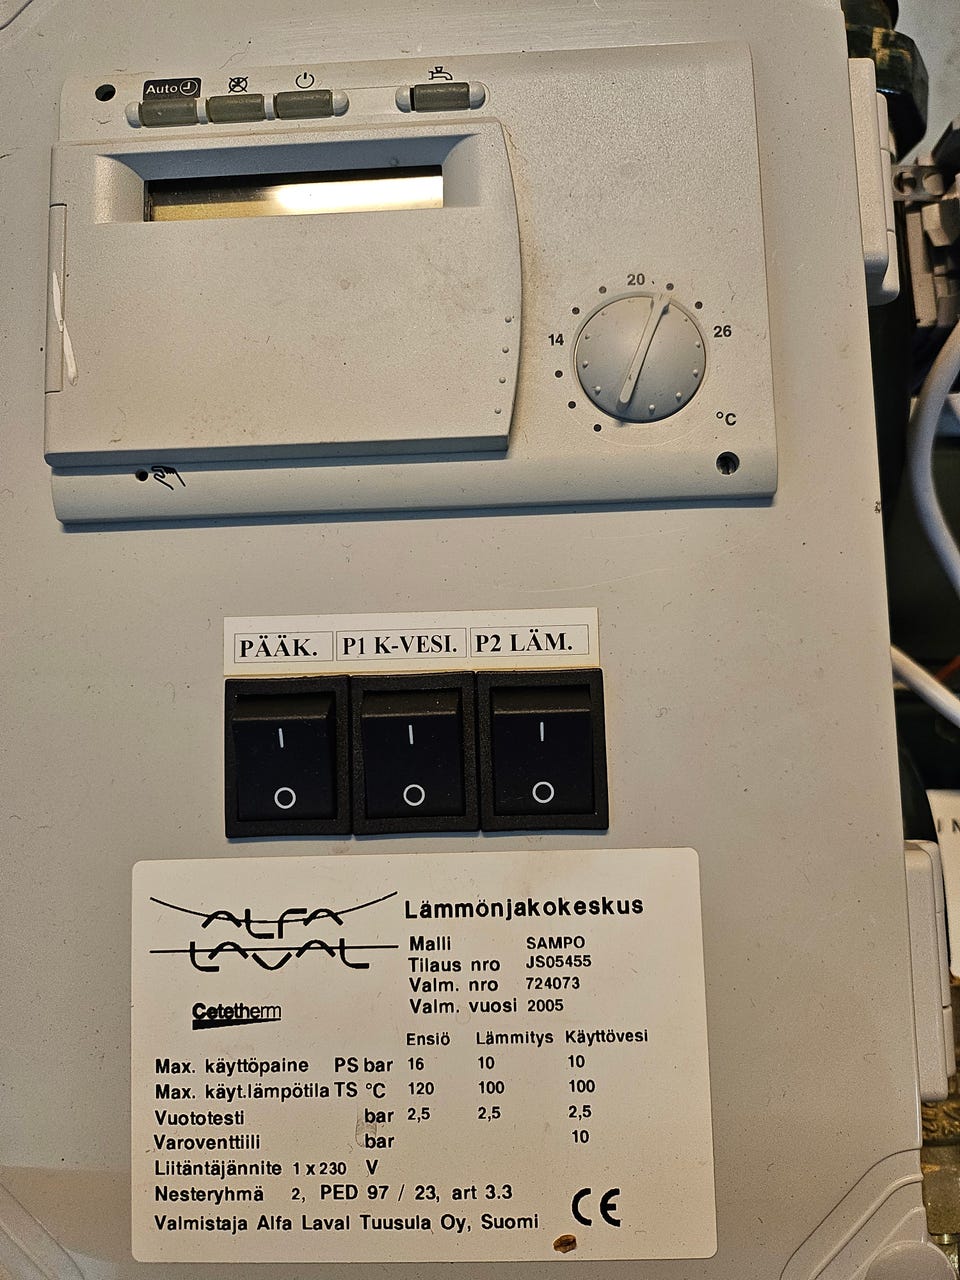 Auto
20
14
26
°C
PÄÄK. P1 K-VESI. P2 LÄM.
ALFA
LAVAL
Cetetherm
Lämmönjakokeskus
Malli SAMPO
Tilaus nro JS05455
Valm. nro 724073
Valm. vuosi 2005
Ensiö Lämmitys Käyttövesi
Max. käyttöpaine PS bar 16 10 10
Max. käyt.lämpötila TS °C 120 100 100
Vuototesti bar 2,5 2,5 2,5
Varoventtiili bar 10
Liitäntäjännite 1 x 230 V
Nesteryhmä 2, PED 97 / 23, art 3.3
Valmistaja Alfa Laval Tuusula Oy, Suomi
CE